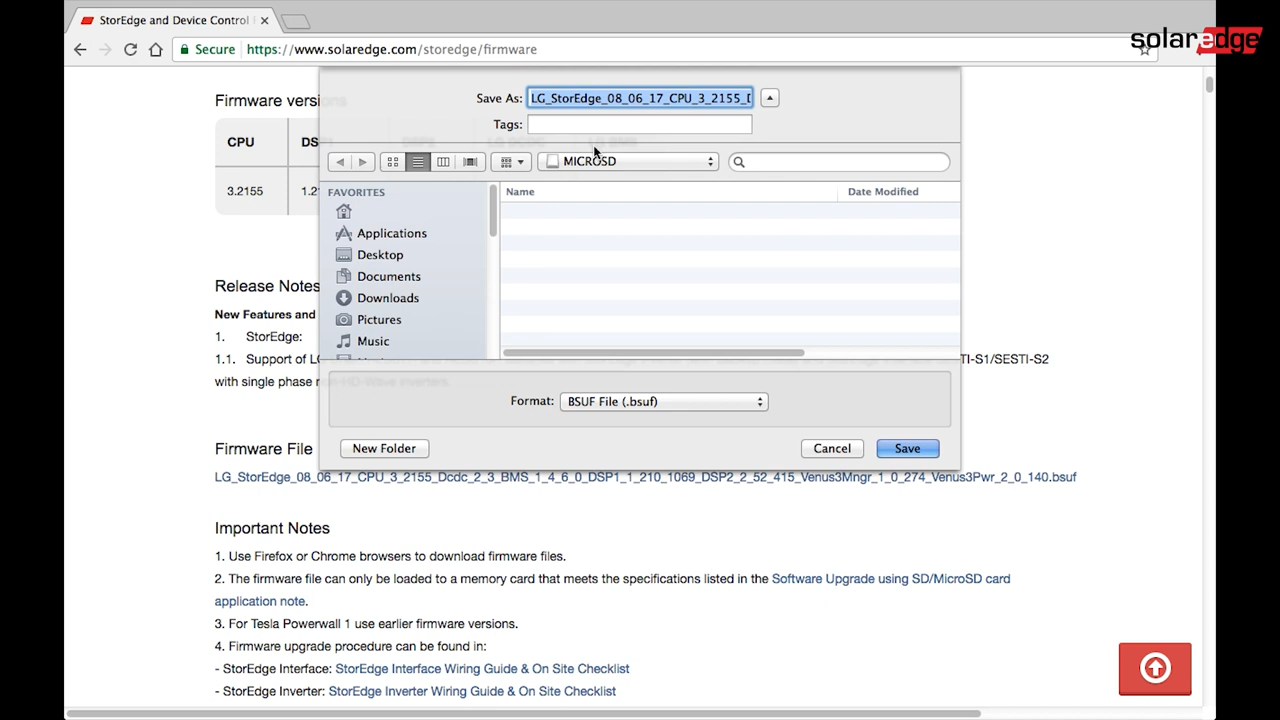 StorEdge and Device Control
solaredge
Secure https://www.solaredge.com/storedge/firmware
Save As: LG_StorEdge_08_06_17_CPU_3_2155_D
Tags:
Firmware versions
CPU
3.2155
MICROSD
FAVORITES
Applications
Desktop
Documents
Downloads
Pictures
Music
Name
Date Modified
Release Notes
New Features and
1. StorEdge:
1.1. Support of LG
TI-S1/SESTI-S2
with single phase non-HD-Wave inverters.
Format: BSUF File (.bsuf)
New Folder
Cancel
Save
Firmware File
LG_StorEdge_08_06_17_CPU_3_2155_Dcdc_2_3_BMS_1_4_6_0_DSP1_1_210_1069_DSP2_2_52_415_Venus3Mngr_1_0_274_Venus3Pwr_2_0_140.bsuf
Important Notes
1. Use Firefox or Chrome browsers to download firmware files.
2. The firmware file can only be loaded to a memory card that meets the specifications listed in the Software Upgrade using SD/MicroSD card
application note.
3. For Tesla Powerwall 1 use earlier firmware versions.
4. Firmware upgrade procedure can be found in:
- StorEdge Interface: StorEdge Interface Wiring Guide & On Site Checklist
- StorEdge Inverter: StorEdge Inverter Wiring Guide & On Site Checklist